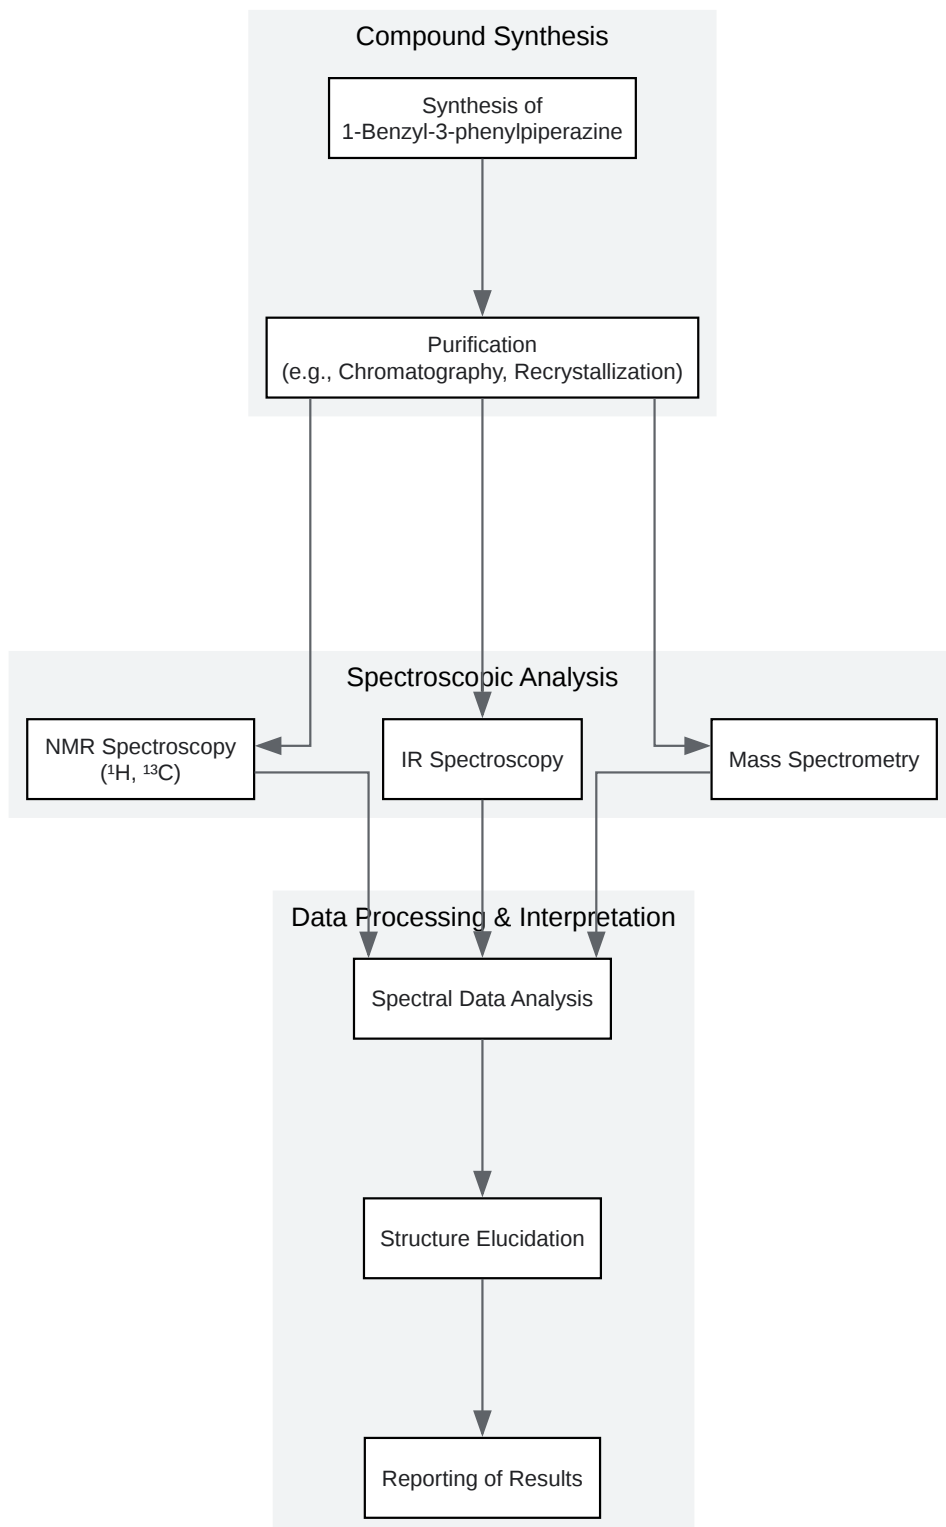 Compound Synthesis
Synthesis of
1-Benzyl-3-phenylpiperazine
Purification
(e.g., Chromatography, Recrystallization)
Spectroscopic Analysis
NMR Spectroscopy
(¹H, ¹³C)
IR Spectroscopy
Mass Spectrometry
Data Processing & Interpretation
Spectral Data Analysis
Structure Elucidation
Reporting of Results